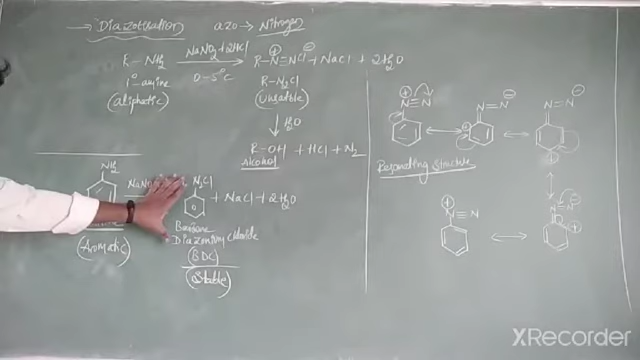 → Diazotisation azo → Nitrogen
R-NH₂ NaNO₂+2HCl → R-N⊕≡NCl⊖ + NaCl + 2H₂O
0-5°C
1° amine R-N₂Cl
(aliphatic) (Unstable)
↓ H₂O
R-OH + HCl + N₂
Alcohol
NH₂ N₂Cl
+ NaCl + 2H₂O
Benzene
Diazonium chloride
(Aromatic) (BDC)
(Stable)
⊕ ⊖ ⊖
N≡N N=N N=N
⊕ ⊕
Resonating Structure
⊕ ⊖
N≡N N=N
⊕
XRecorder